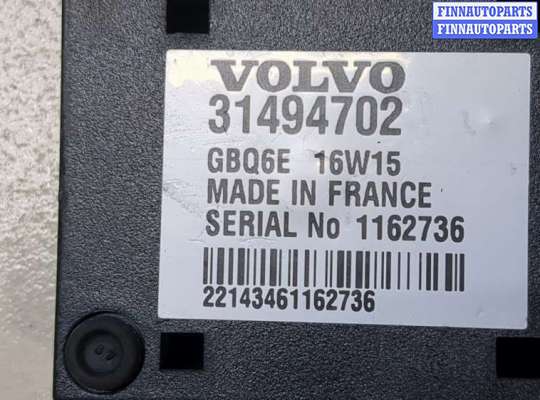 FINNAUTOPARTS
FINNAUTOPARTS
VOLVO
31494702
GBQ6E 16W15
MADE IN FRANCE
SERIAL No 1162736
22143461162736